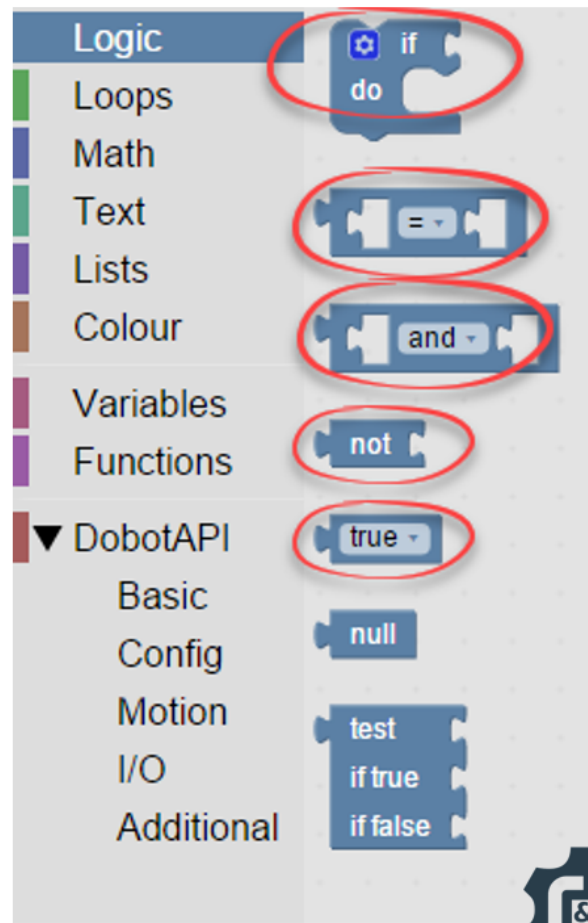 Logic
Loops
Math
Text
Lists
Colour
Variables
Functions
▼ DobotAPI
Basic
Config
Motion
I/O
Additional
if
do
=
and
not
true
null
test
if true
if false
&